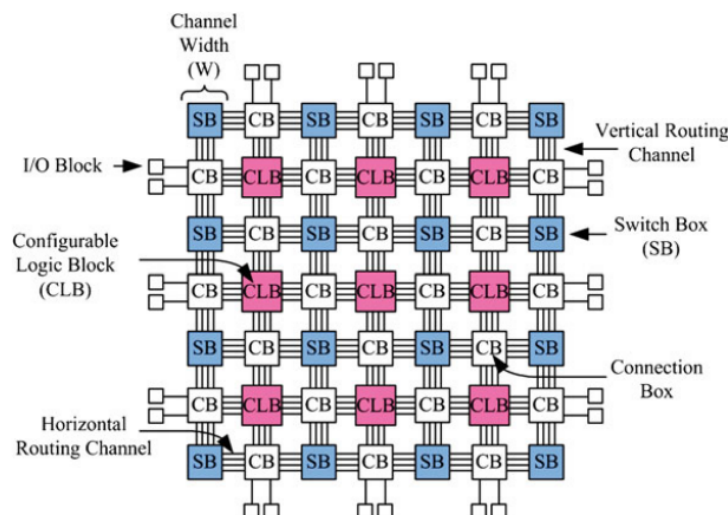 Channel
Width
(W)
SB CB SB CB SB CB SB
Vertical Routing
Channel
I/O Block
CB CLB CB CLB CB CLB CB
SB CB SB CB SB CB SB
Switch Box
(SB)
Configurable
Logic Block
(CLB)
CB CLB CB CLB CB CLB CB
SB CB SB CB SB CB SB
Connection
Box
CB CLB CB CLB CB CLB CB
Horizontal
Routing Channel
SB CB SB CB SB CB SB